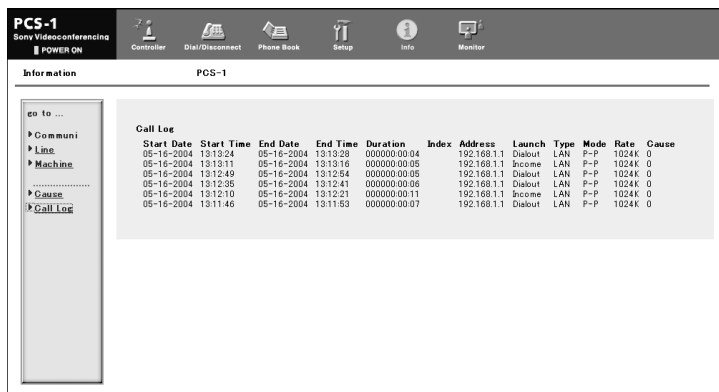 PCS-1
Sony Videoconferencing
POWER ON
Controller Dial/Disconnect Phone Book Setup Info Monitor
Information PCS-1
go to ...
Communi
Line
Machine
Cause
Call Log
Call Log
Start Date Start Time End Date End Time Duration Index Address Launch Type Mode Rate Cause
05-16-2004 13:13:24 05-16-2004 13:13:28 000000:00:04 192.168.1.1 Dialout LAN P-P 1024K 0
05-16-2004 13:13:11 05-16-2004 13:13:16 000000:00:05 192.168.1.1 Income LAN P-P 1024K 0
05-16-2004 13:12:49 05-16-2004 13:12:54 000000:00:05 192.168.1.1 Dialout LAN P-P 1024K 0
05-16-2004 13:12:35 05-16-2004 13:12:41 000000:00:06 192.168.1.1 Dialout LAN P-P 1024K 0
05-16-2004 13:12:10 05-16-2004 13:12:21 000000:00:11 192.168.1.1 Income LAN P-P 1024K 0
05-16-2004 13:11:46 05-16-2004 13:11:53 000000:00:07 192.168.1.1 Dialout LAN P-P 1024K 0